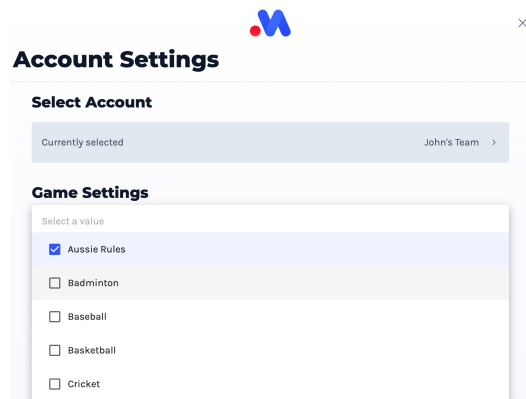 Account Settings
Select Account
Currently selected John's Team
Game Settings
Select a value
Aussie Rules
Badminton
Baseball
Basketball
Cricket